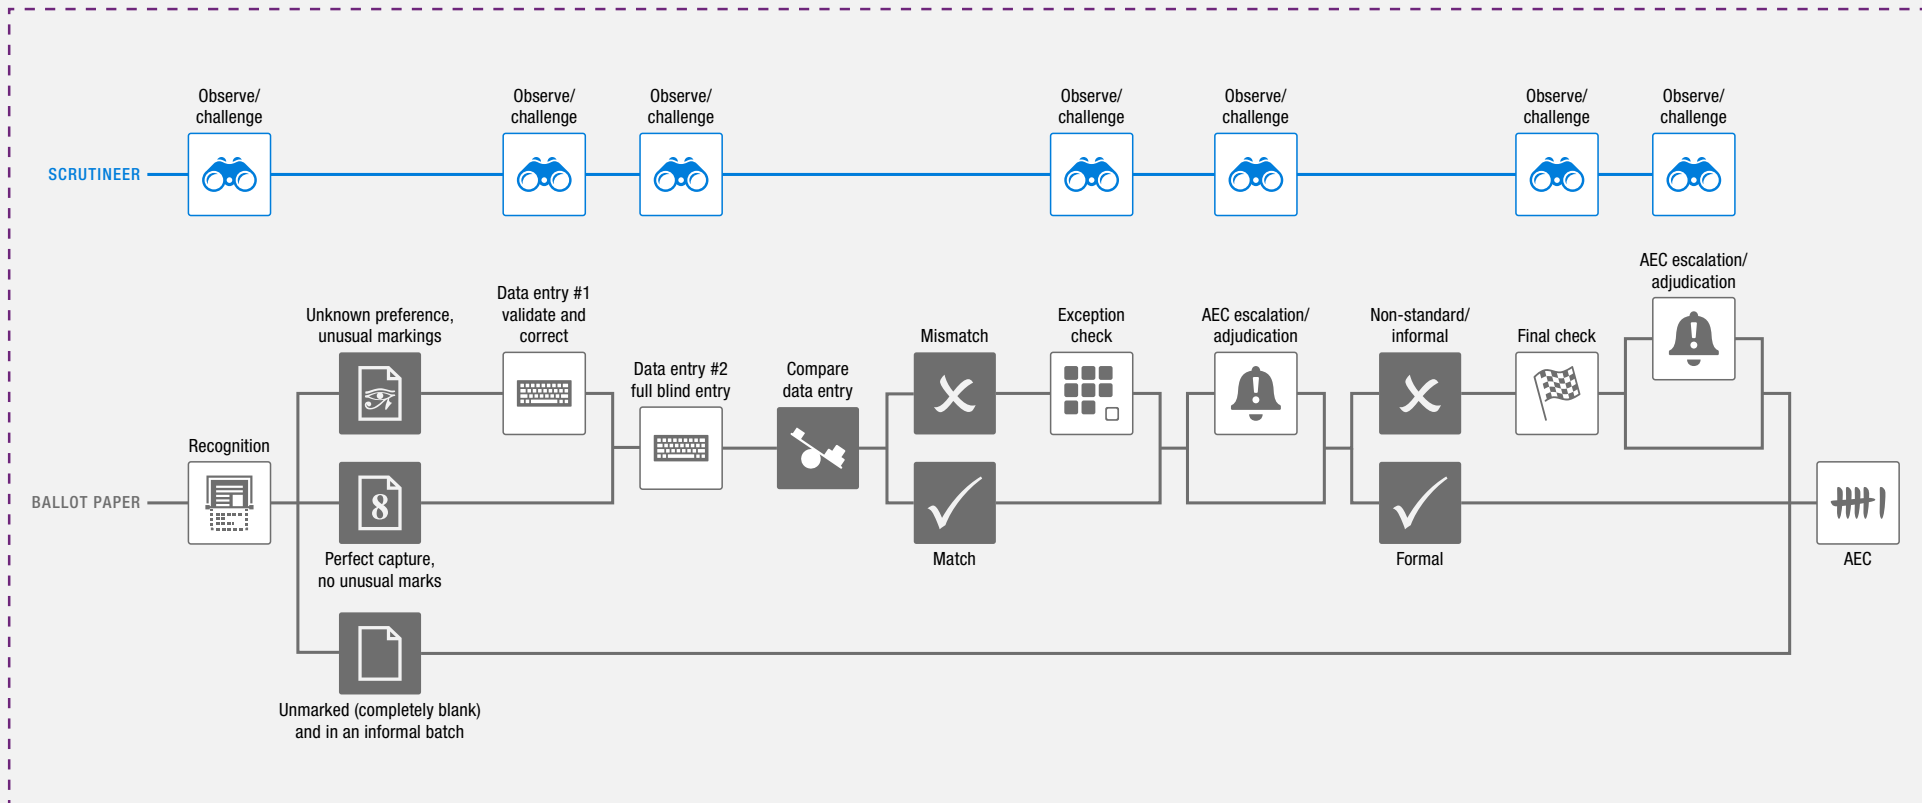 Observe/
challenge
Observe/
challenge
Observe/
challenge
Observe/
challenge
Observe/
challenge
Observe/
challenge
Observe/
challenge
SCRUTINEER
Unknown preference,
unusual markings
Data entry #1
validate and
correct
Data entry #2
full blind entry
Compare
data entry
Mismatch
Exception
check
AEC escalation/
adjudication
Non-standard/
informal
Final check
AEC escalation/
adjudication
Recognition
BALLOT PAPER
8
Perfect capture,
no unusual marks
Match
Formal
AEC
Unmarked (completely blank)
and in an informal batch